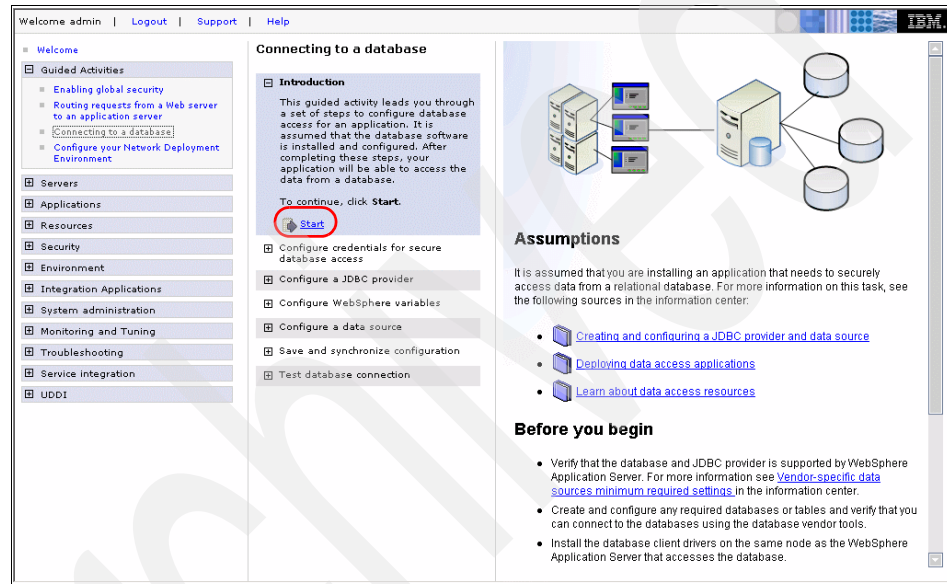 Welcome admin | Logout | Support | Help
IBM.
Welcome
Guided Activities
Enabling global security
Routing requests from a Web server
to an application server
Connecting to a database
Configure your Network Deployment
Environment
Servers
Applications
Resources
Security
Environment
Integration Applications
System administration
Monitoring and Tuning
Troubleshooting
Service integration
UDDI
Connecting to a database
Introduction
This guided activity leads you through
a set of steps to configure database
access for an application. It is
assumed that the database software
is installed and configured. After
completing these steps, your
application will be able to access the
data from a database.
To continue, click Start.
Start
Configure credentials for secure
database access
Configure a JDBC provider
Configure WebSphere variables
Configure a data source
Save and synchronize configuration
Test database connection
Assumptions
It is assumed that you are installing an application that needs to securely
access data from a relational database. For more information on this task, see
the following sources in the information center:
Creating and configuring a JDBC provider and data source
Deploying data access applications
Learn about data access resources
Before you begin
Verify that the database and JDBC provider is supported by WebSphere
Application Server. For more information see Vendor-specific data
sources minimum required settings in the information center.
Create and configure any required databases or tables and verify that you
can connect to the databases using the database vendor tools.
Install the database client drivers on the same node as the WebSphere
Application Server that accesses the database.